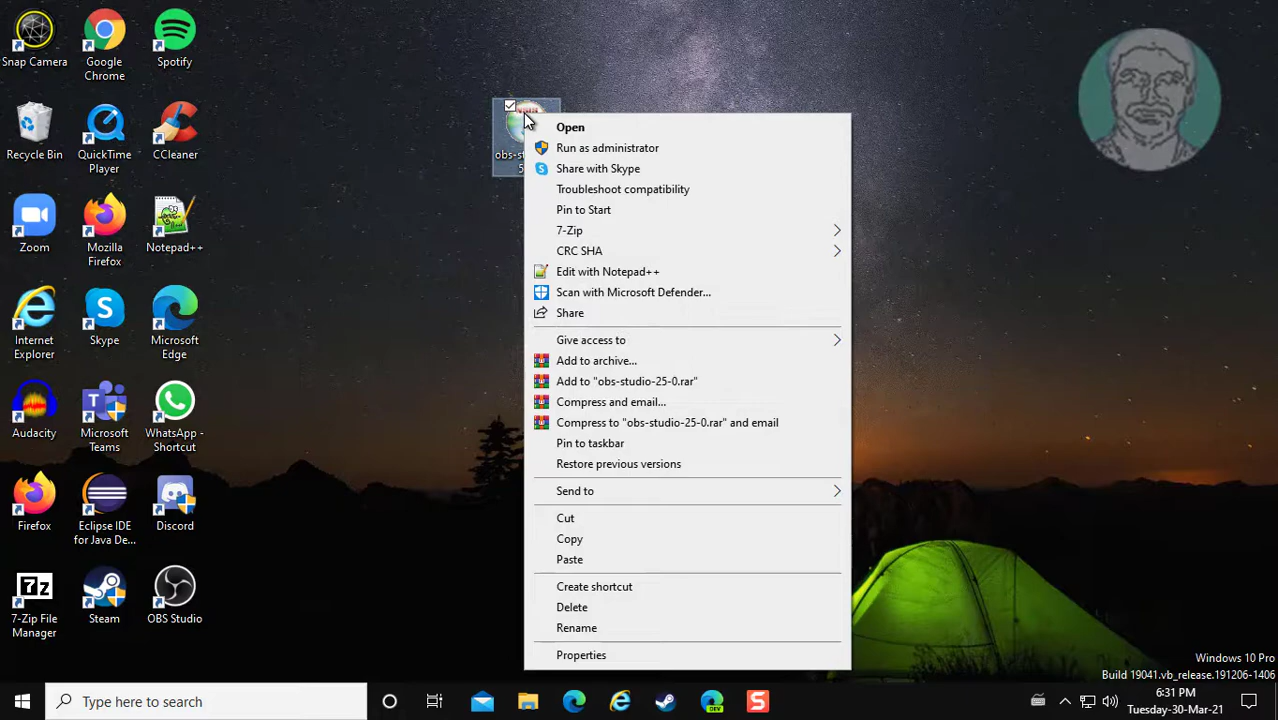 Snap Camera
Google
Chrome
Spotify
Recycle Bin
QuickTime
Player
CCleaner
Zoom
Mozilla
Firefox
Notepad++
Internet
Explorer
Skype
Microsoft
Edge
Audacity
Microsoft
Teams
WhatsApp -
Shortcut
Firefox
Eclipse IDE
for Java De...
Discord
7z
7-Zip File
Manager
Steam
OBS Studio
obs-st
5
Open
Run as administrator
Share with Skype
Troubleshoot compatibility
Pin to Start
7-Zip
CRC SHA
Edit with Notepad++
Scan with Microsoft Defender...
Share
Give access to
Add to archive...
Add to "obs-studio-25-0.rar"
Compress and email...
Compress to "obs-studio-25-0.rar" and email
Pin to taskbar
Restore previous versions
Send to
Cut
Copy
Paste
Create shortcut
Delete
Rename
Properties
Windows 10 Pro
Build 19041.vb_release.191206-1406
Type here to search
DEV
S
6:31 PM
Tuesday-30-Mar-21